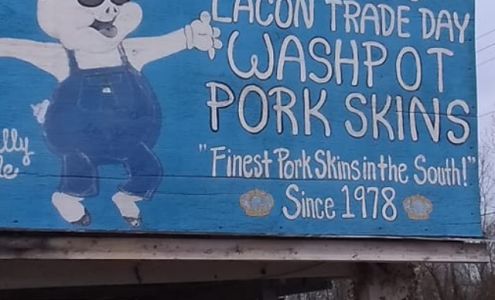 LACON TRADE DAY
WASHPOT
PORK SKINS
"Finest Pork Skins in the South!"
Since 1978